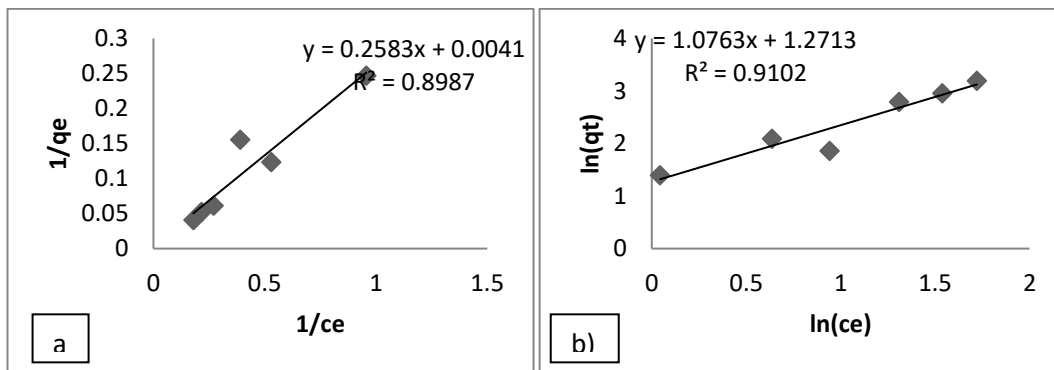 0.3
0.25
0.2
0.15
0.1
0.05
0
y = 0.2583x + 0.0041
R² = 0.8987
1/qe
0
0.5
1
1.5
1/ce
a
4
3
2
1
0
y = 1.0763x + 1.2713
R² = 0.9102
ln(qt)
0
0.5
1
1.5
2
ln(ce)
b)